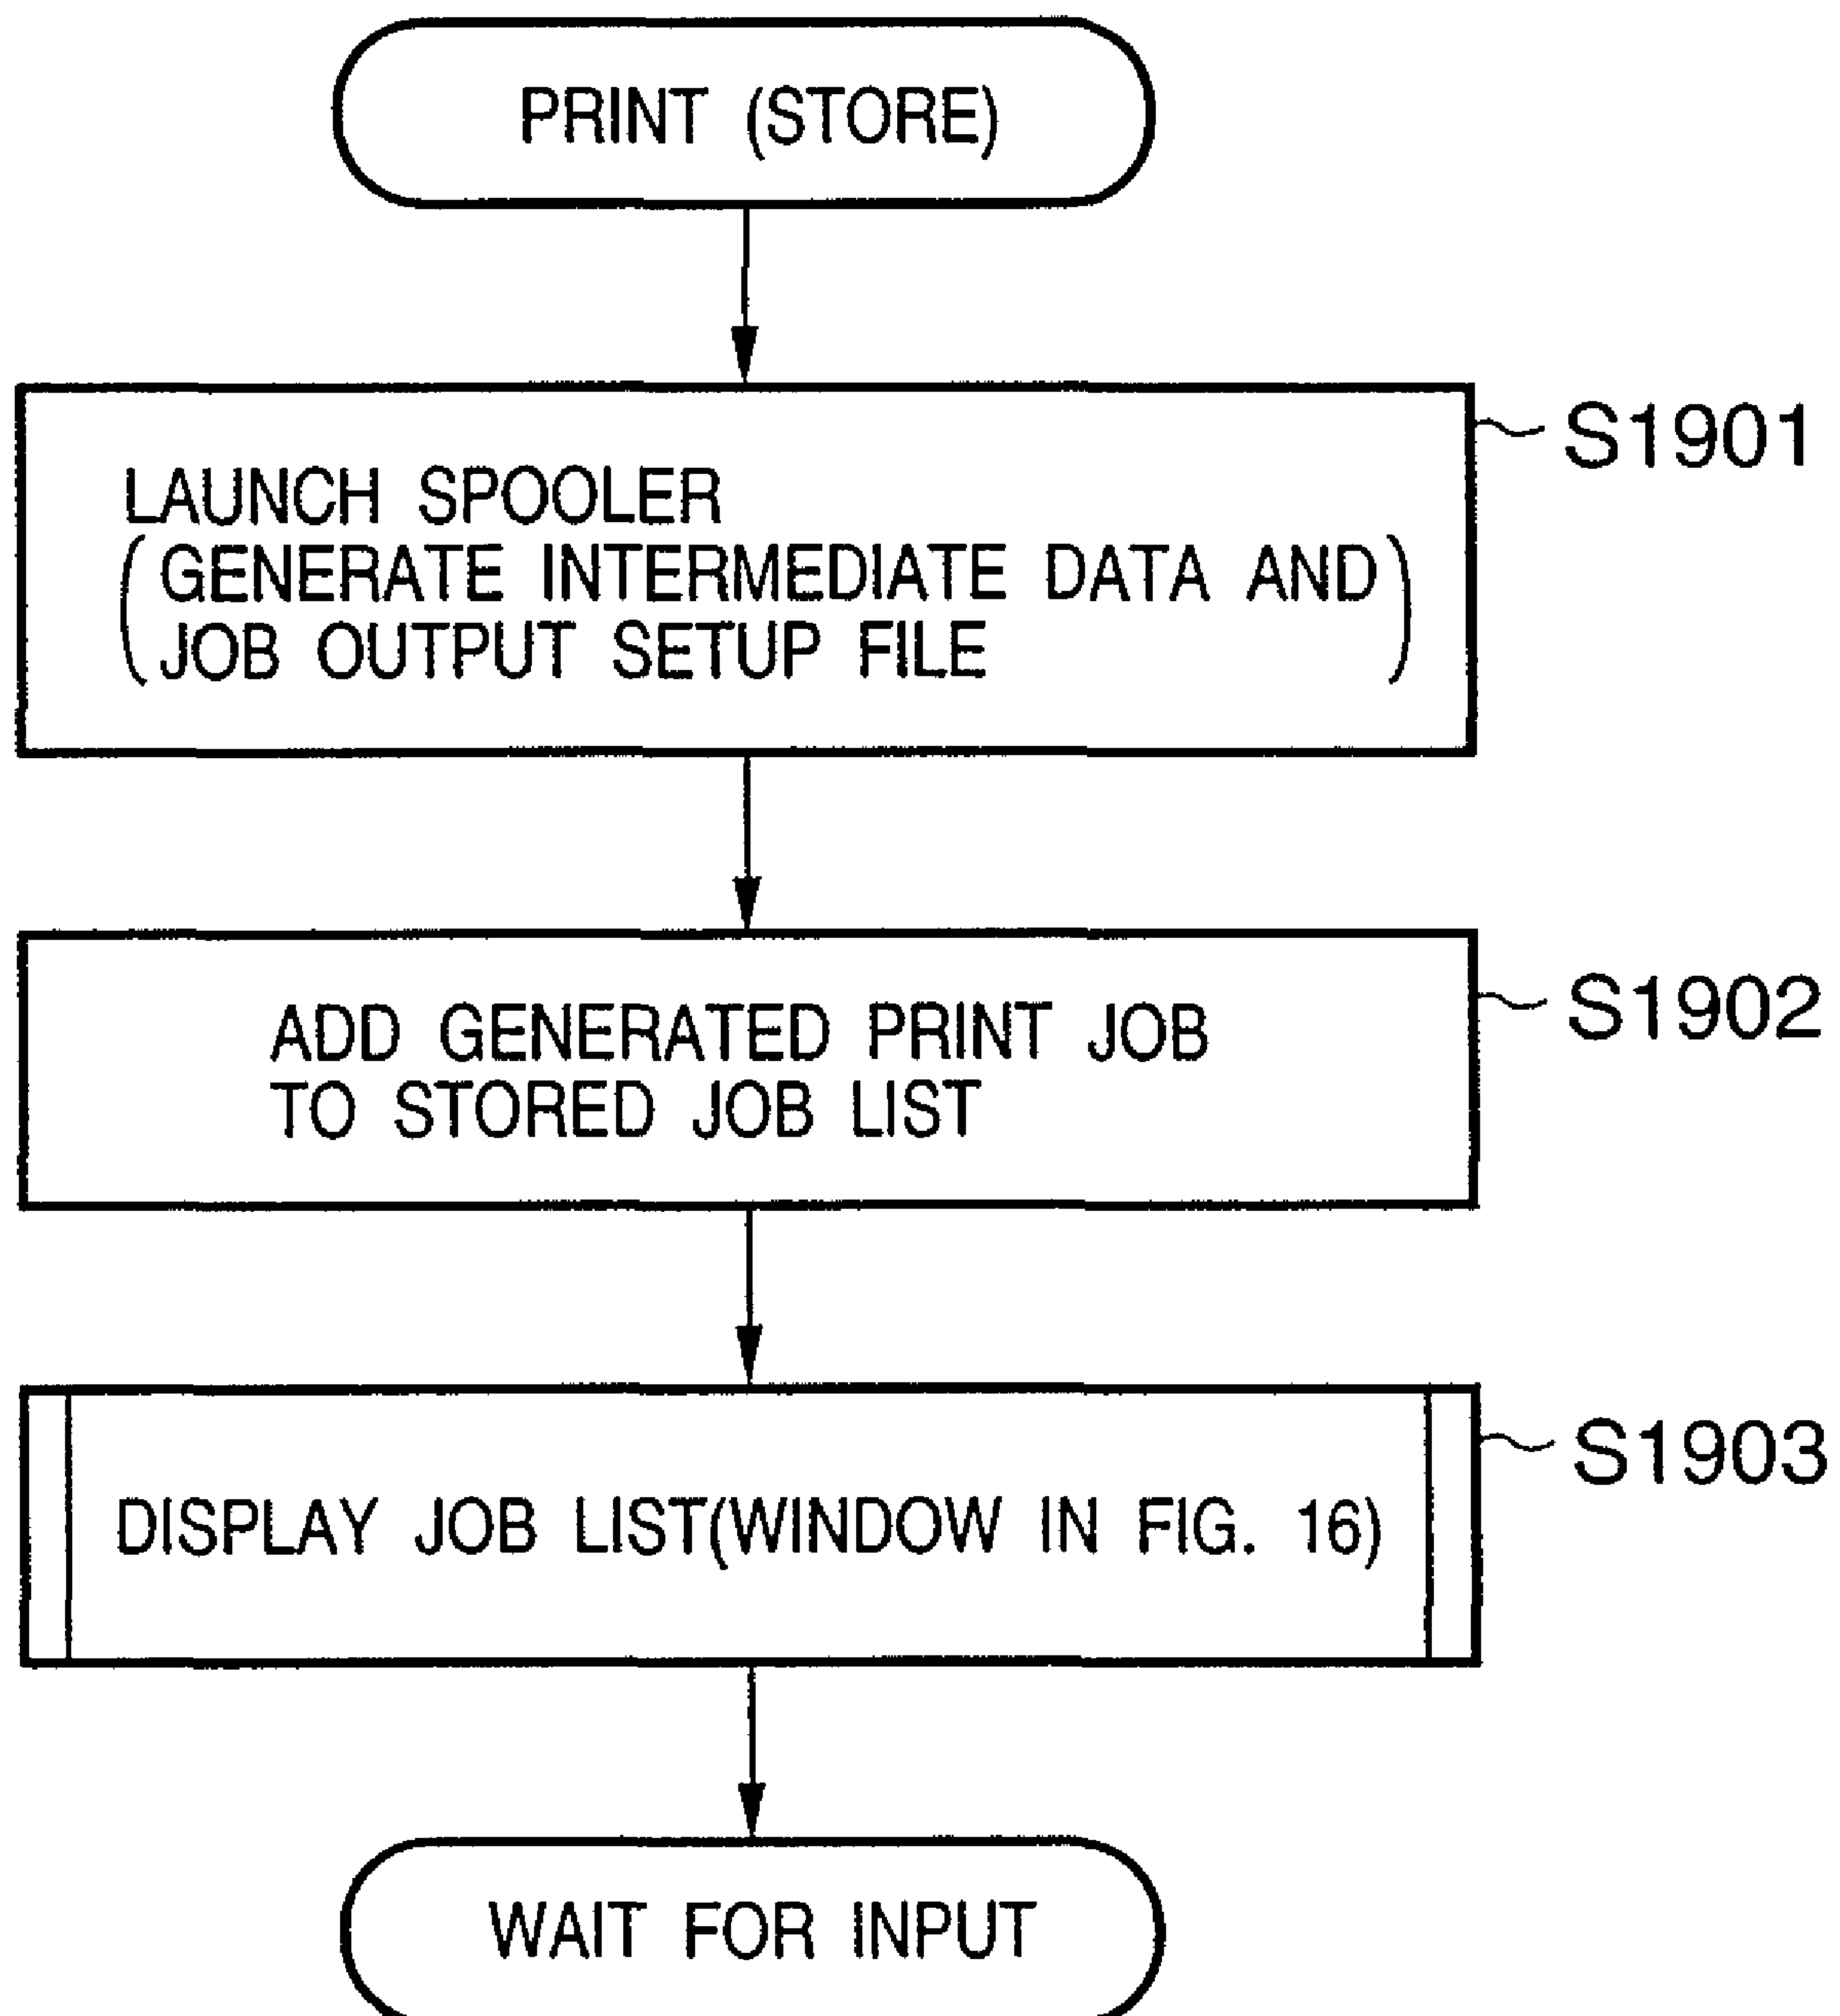 PRINT (STORE)
S1901
LAUNCH SPOOLER
(GENERATE INTERMEDIATE DATA AND
JOB OUTPUT SETUP FILE)
S1902
ADD GENERATED PRINT JOB
TO STORED JOB LIST
S1903
DISPLAY JOB LIST(WINDOW IN FIG. 16)
WAIT FOR INPUT